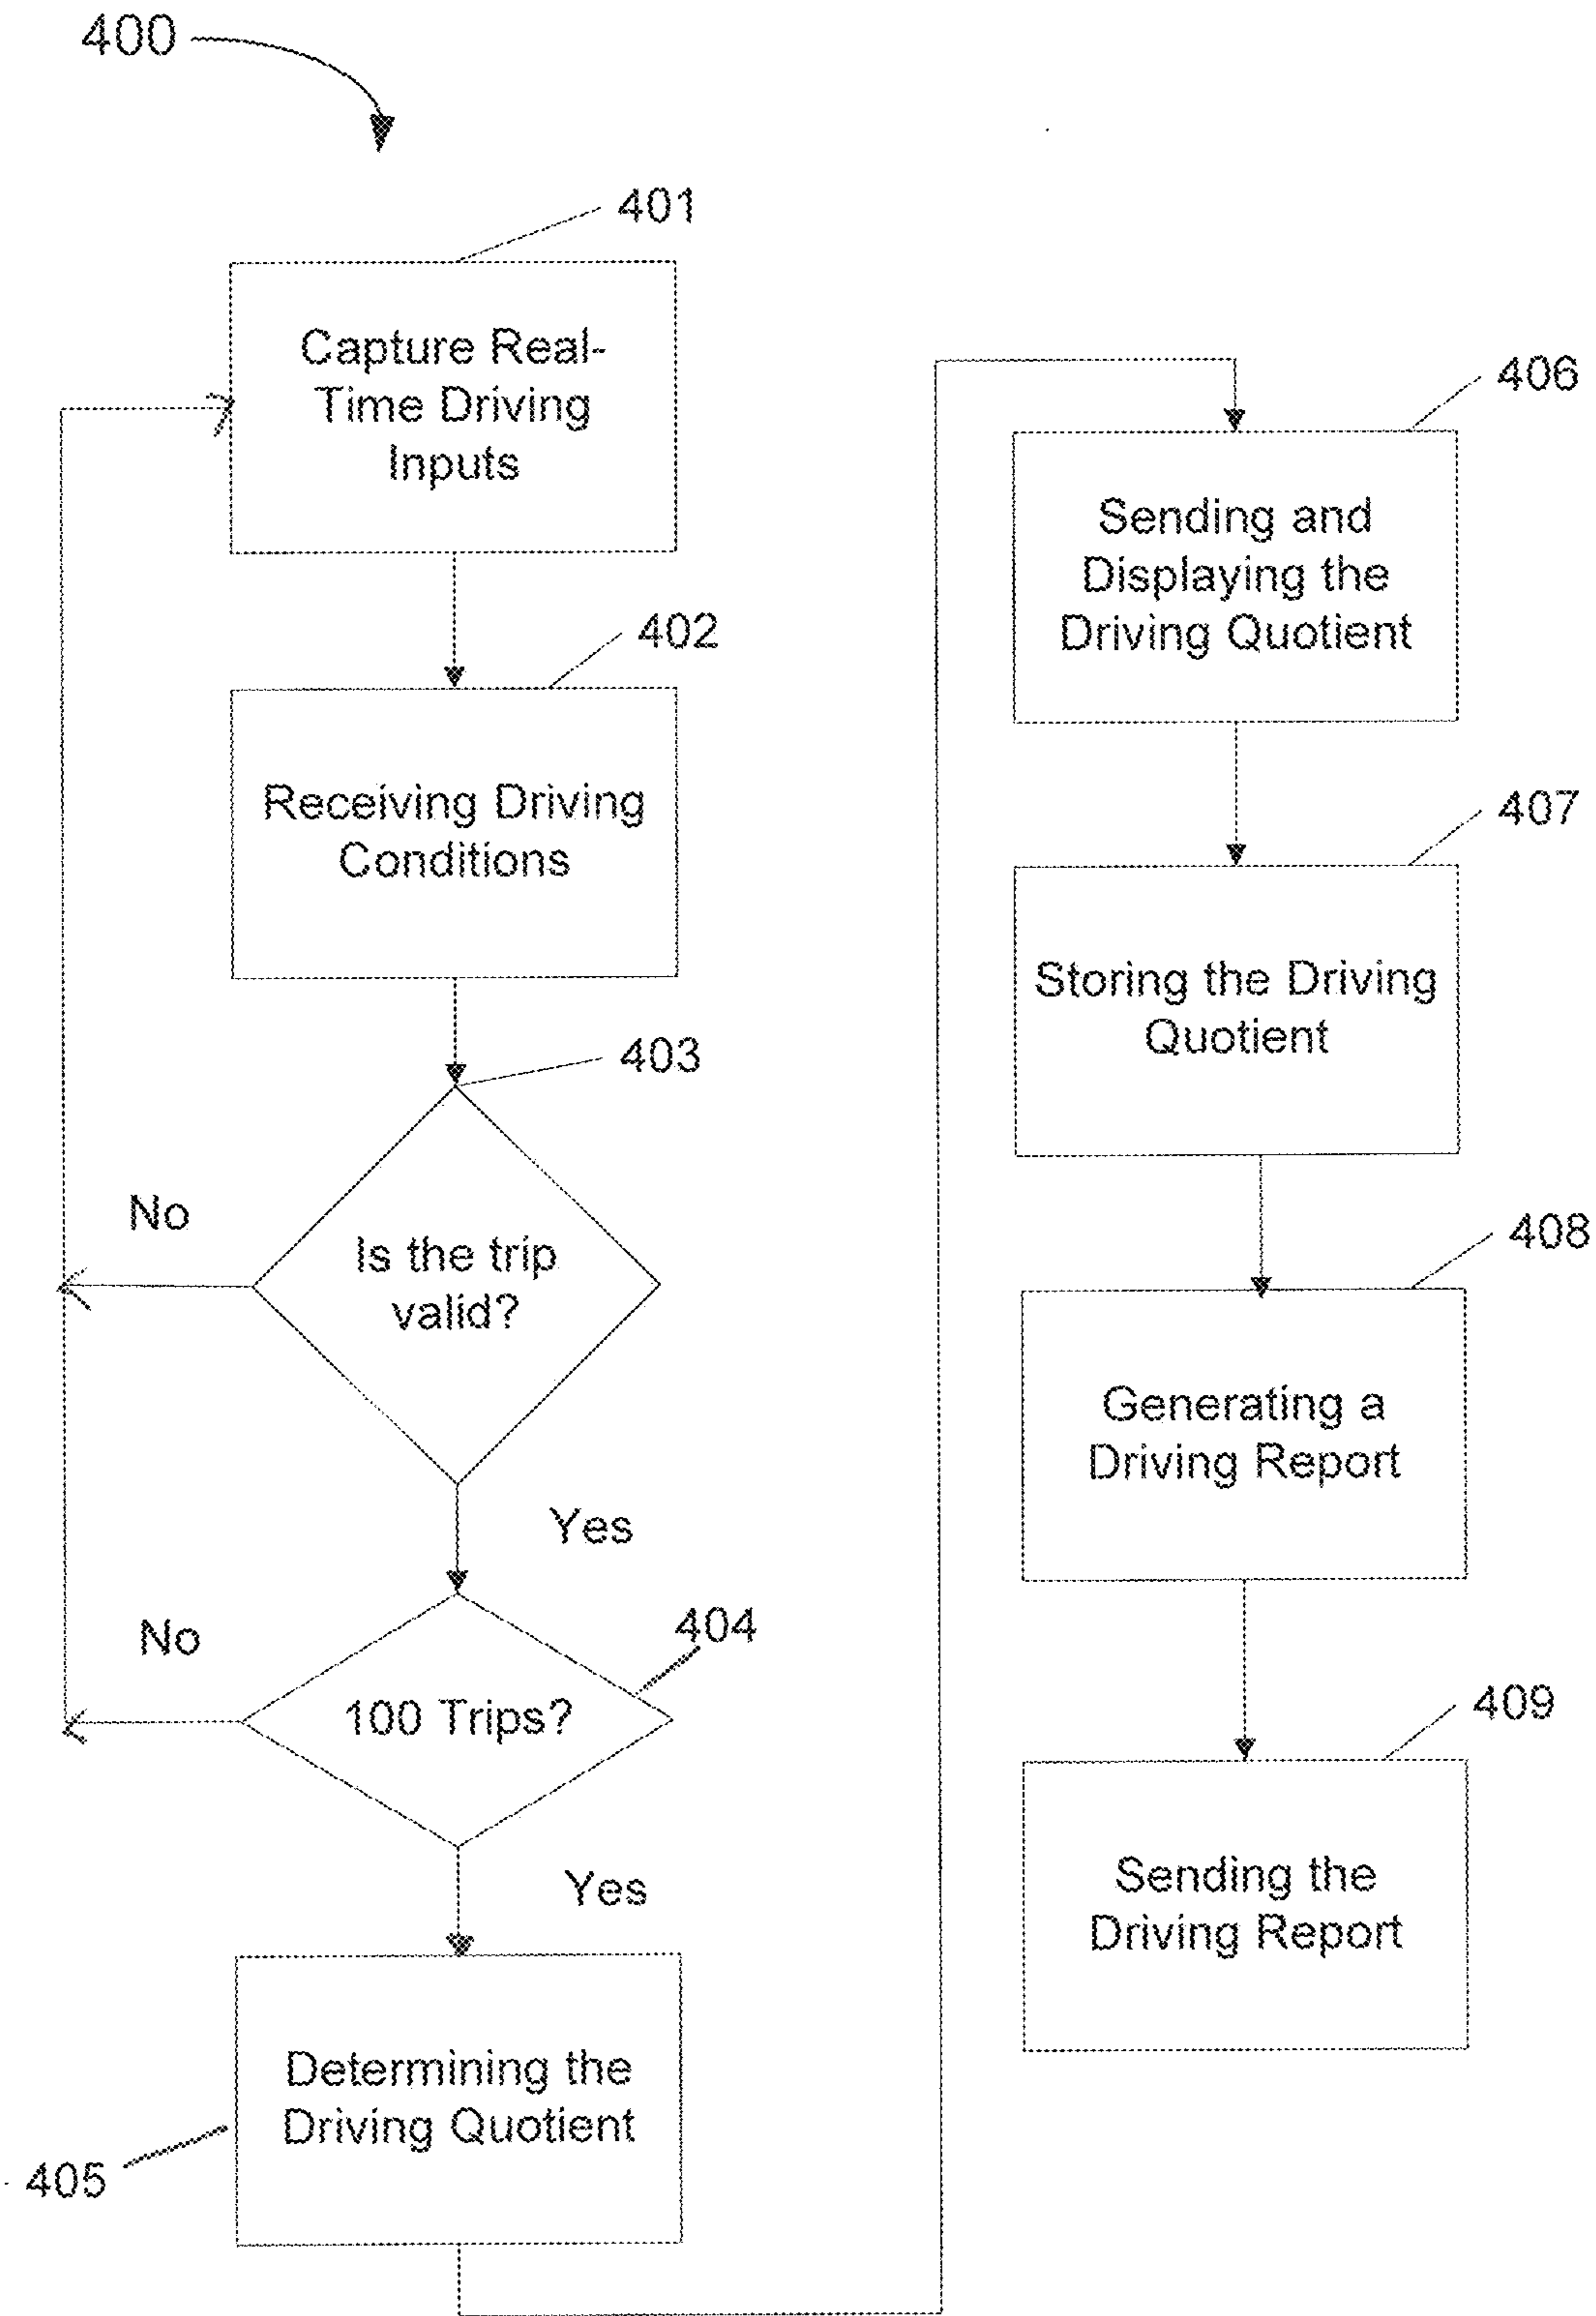 400
401
Capture Real-
Time Driving
Inputs
402
Receiving Driving
Conditions
403
No
Is the trip
valid?
Yes
No
404
100 Trips?
Yes
Determining the
Driving Quotient
405
406
Sending and
Displaying the
Driving Quotient
407
Storing the Driving
Quotient
408
Generating a
Driving Report
409
Sending the
Driving Report